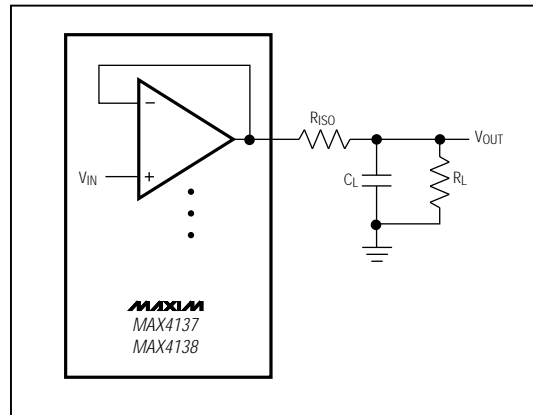 −
RISO
VOUT
VIN
+
CL
RL
MAXIM
MAX4137
MAX4138